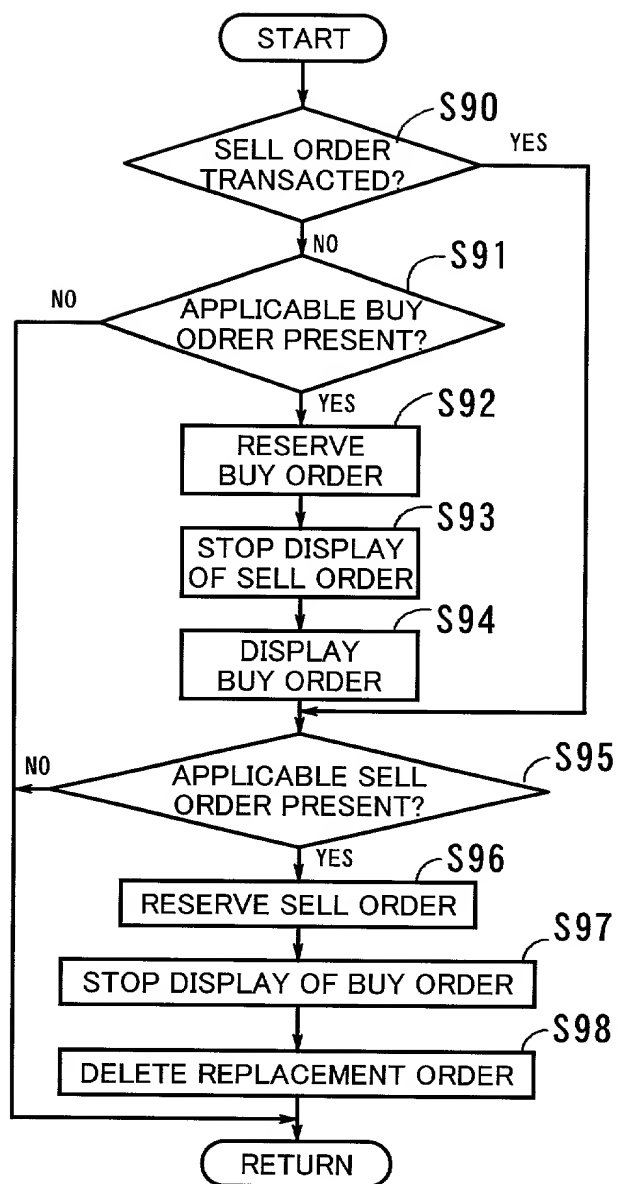 START
S90
SELL ORDER
TRANSACTED?
YES
NO
S91
NO
APPLICABLE BUY
ODRER PRESENT?
YES
S92
RESERVE
BUY ORDER
S93
STOP DISPLAY
OF SELL ORDER
S94
DISPLAY
BUY ORDER
NO
S95
APPLICABLE SELL
ORDER PRESENT?
YES
S96
RESERVE SELL ORDER
S97
STOP DISPLAY OF BUY ORDER
S98
DELETE REPLACEMENT ORDER
RETURN